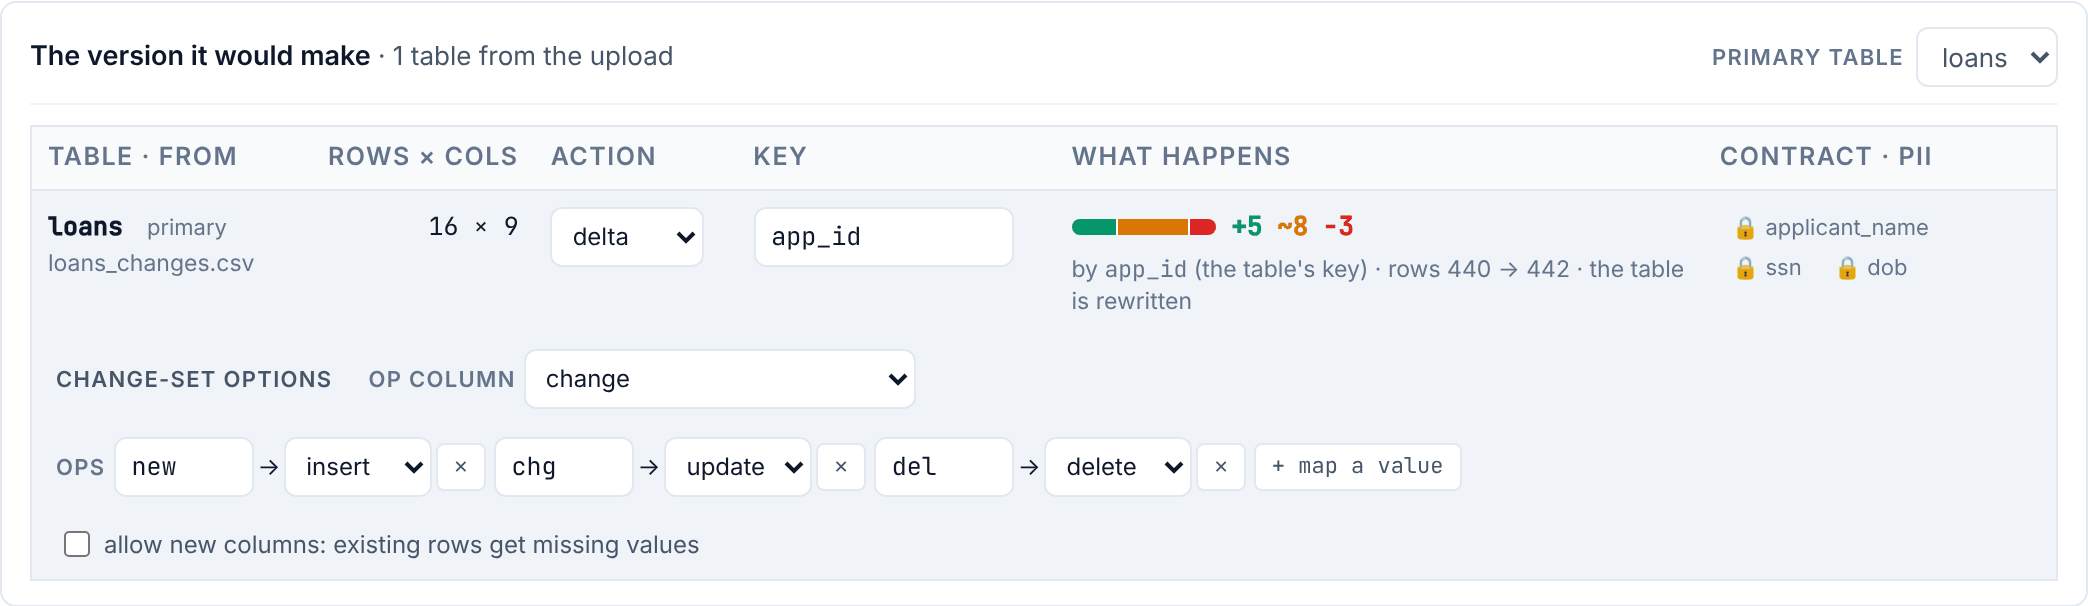 The version it would make · 1 table from the upload
PRIMARY TABLE loans
TABLE · FROM ROWS × COLS ACTION KEY WHAT HAPPENS CONTRACT · PII
loans primary 16 × 9 delta app_id +5 ~8 -3 applicant_name
loans_changes.csv by app_id (the table's key) · rows 440 → 442 · the table ssn dob
is rewritten
CHANGE-SET OPTIONS OP COLUMN change
OPS new → insert × chg → update × del → delete × + map a value
allow new columns: existing rows get missing values